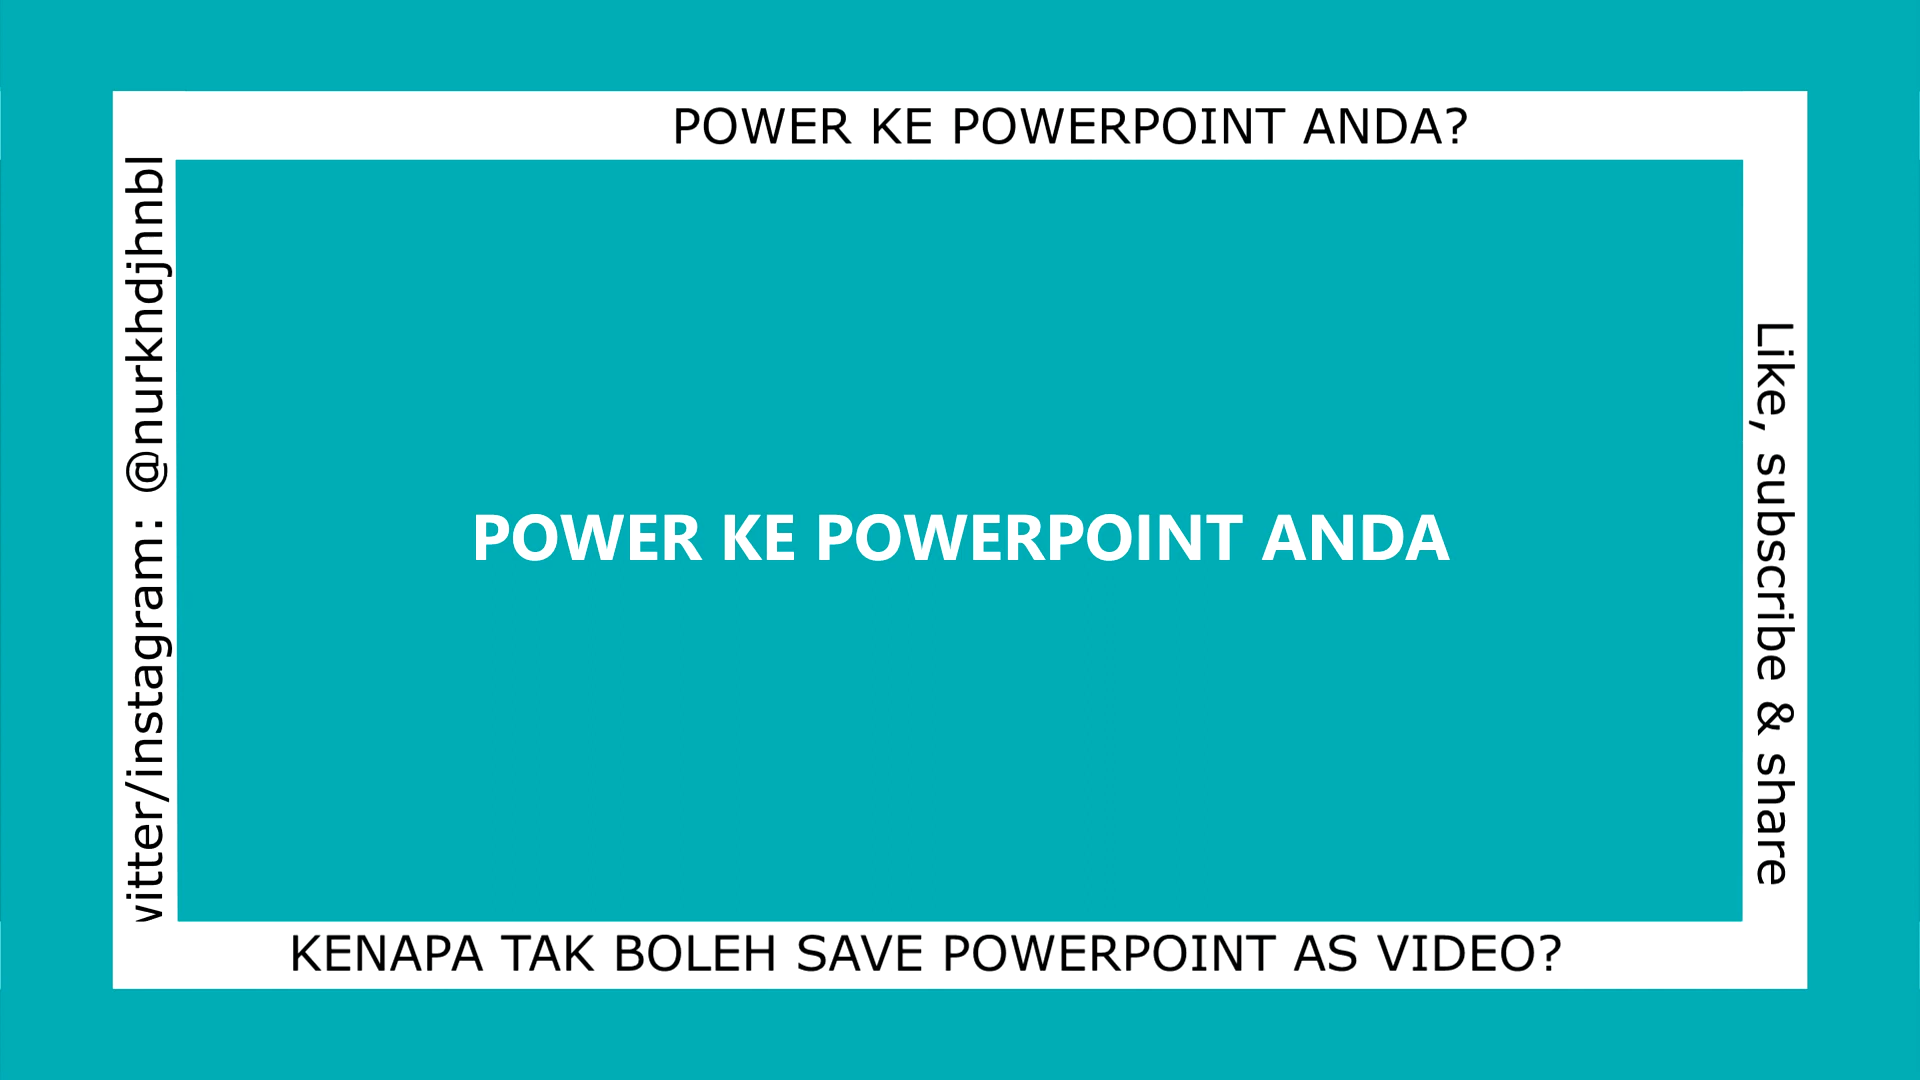 POWER KE POWERPOINT ANDA?
vitter/instagram: @nurkhdjhnbl
POWER KE POWERPOINT ANDA
Like, subscribe & share
KENAPA TAK BOLEH SAVE POWERPOINT AS VIDEO?